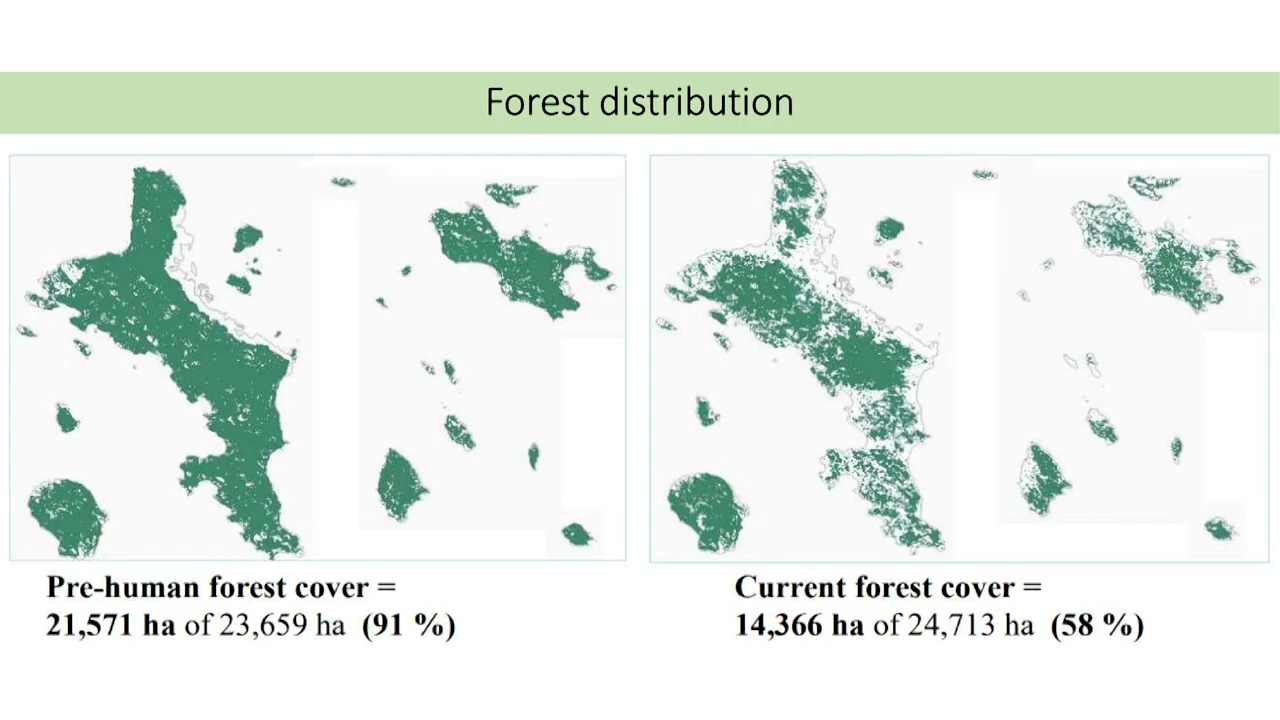 Forest distribution
Pre-human forest cover =
21,571 ha of 23,659 ha (91 %)
Current forest cover =
14,366 ha of 24,713 ha (58 %)